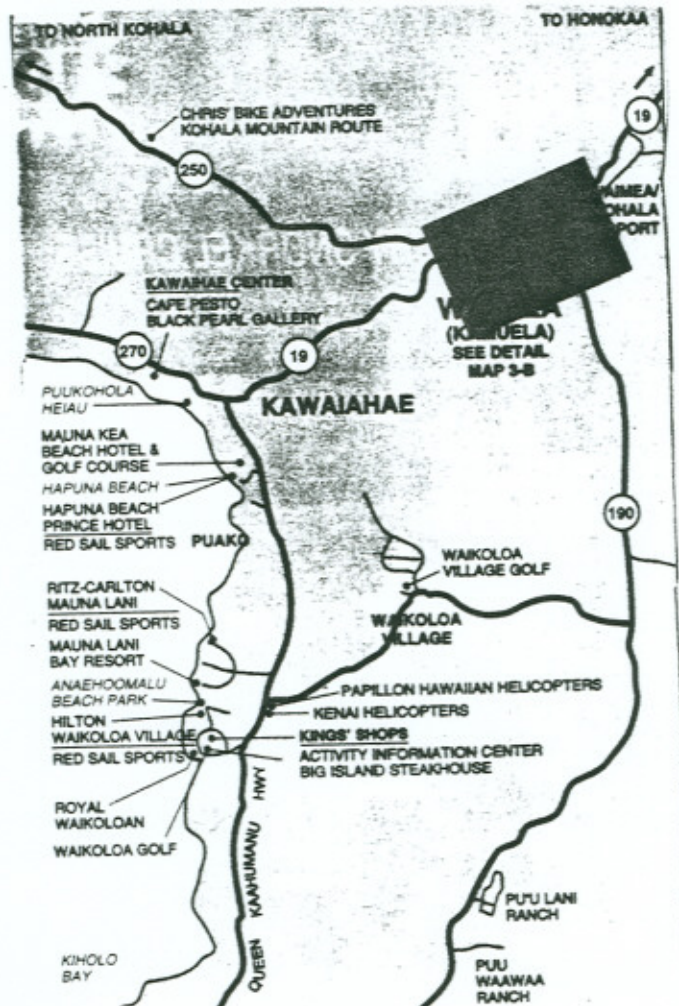 TO NORTH KOHALA
TO HONOKAA
19
CHRIS' BIKE ADVENTURES
KOHALA MOUNTAIN ROUTE
250
KAWAIHAE CENTER
CAFE PESTO
BLACK PEARL GALLERY
SEE DETAIL
MAP 3-B
270
19
PUUKOHOLA
HEIAU
KAWAIAHAE
MAUNA KEA
BEACH HOTEL &
GOLF COURSE
HAPUNA BEACH
HAPUNA BEACH
PRINCE HOTEL
RED SAIL SPORTS
PUAKO
190
WAIKOLOA
VILLAGE GOLF
RITZ-CARLTON
MAUNA LANI
RED SAIL SPORTS
WAIKOLOA
VILLAGE
MAUNA LANI
BAY RESORT
ANAEHOOMALU
BEACH PARK
PAPILLON HAWAIIAN HELICOPTERS
KENAI HELICOPTERS
HILTON
WAIKOLOA VILLAGE
RED SAIL SPORTS
KINGS' SHOPS
ACTIVITY INFORMATION CENTER
BIG ISLAND STEAKHOUSE
ROYAL
WAIKOLOAN
WAIKOLOA GOLF
QUEEN KAAHUMANU HWY
PU'U LANI
RANCH
KIHOLO
BAY
PUU
WAAWAA
RANCH